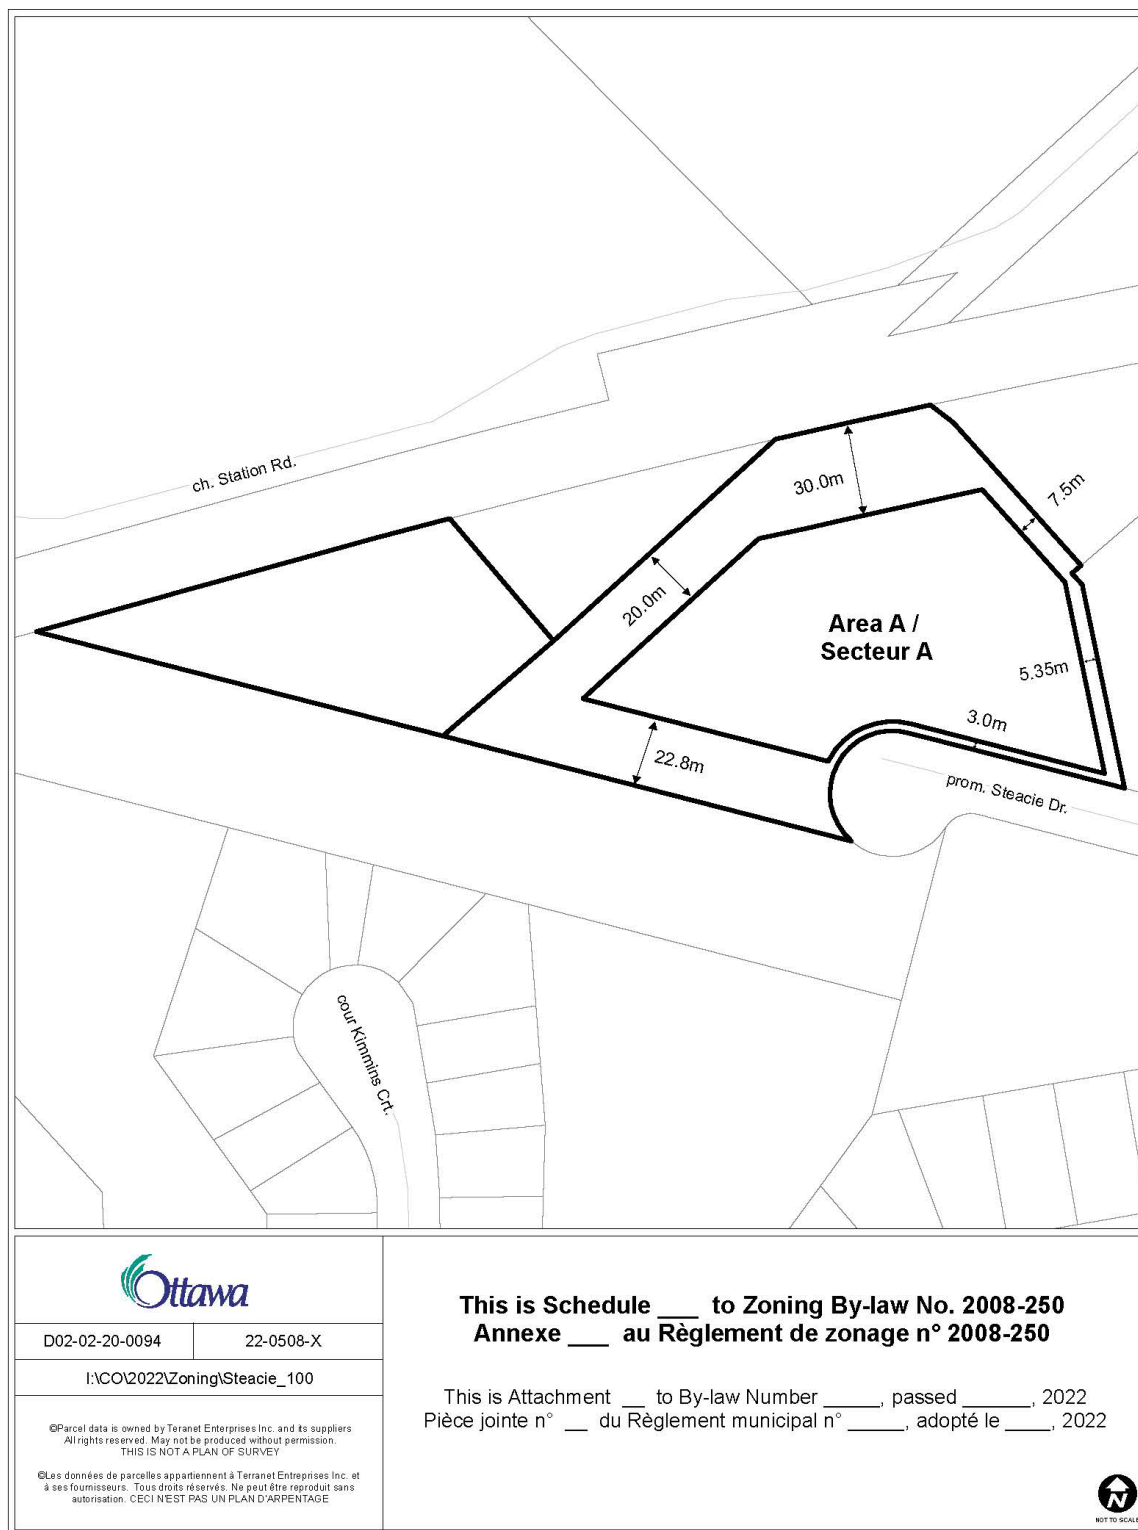 ch. Station Rd.
30.0m
7.5m
20.0m
Area A /
Secteur A
5.35m
3.0m
22.8m
prom. Steacie Dr.
cour Kimmins Crt.
Ottawa
D02-02-20-0094
22-0508-X
I:\CO\2022\Zoning\Steacie_100
©Parcel data is owned by Teranet Enterprises Inc. and its suppliers
All rights reserved. May not be produced without permission.
THIS IS NOT A PLAN OF SURVEY
©Les données de parcelles appartiennent à Terranet Entreprises Inc. et
à ses fournisseurs. Tous droits réservés. Ne peut être reproduit sans
autorisation. CECI N'EST PAS UN PLAN D'ARPENTAGE
This is Schedule ___ to Zoning By-law No. 2008-250
Annexe ___ au Règlement de zonage n° 2008-250
This is Attachment __ to By-law Number _____, passed ______, 2022
Pièce jointe n° __ du Règlement municipal n° _____, adopté le ____, 2022
N
NOT TO SCALE